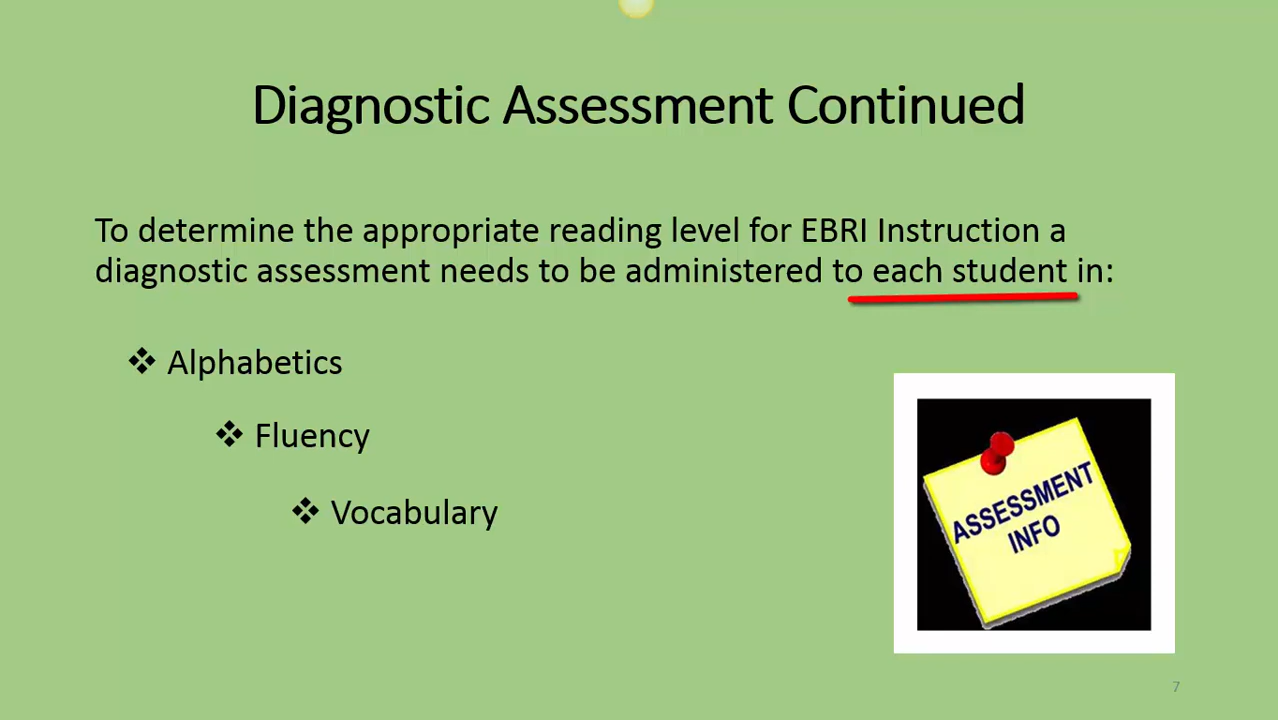 Diagnostic Assessment Continued
To determine the appropriate reading level for EBRI Instruction a
diagnostic assessment needs to be administered to each student in:
❖ Alphabetics
❖ Fluency
❖ Vocabulary
ASSESSMENT
INFO
7